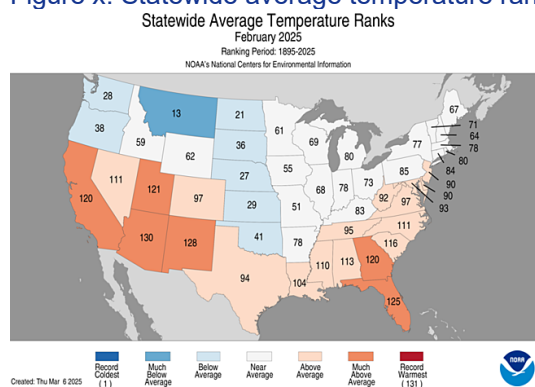 Figure x. Statewide average temperature ran
Statewide Average Temperature Ranks
February 2025
Ranking Period: 1895-2025
NOAA's National Centers for Environmental Information
28
13
21
61
67
38
59
36
69
77
71
64
78
80
62
27
55
80
85
84
90
90
93
120
111
121
97
29
51
68
78
73
92
97
83
130
128
41
78
95
111
116
94
104
110
113
120
125
Record
Coldest
( 1 )
Much
Below
Average
Below
Average
Near
Average
Above
Average
Much
Above
Average
Record
Warmest
( 131 )
NOAA
Created: Thu Mar 6 2025